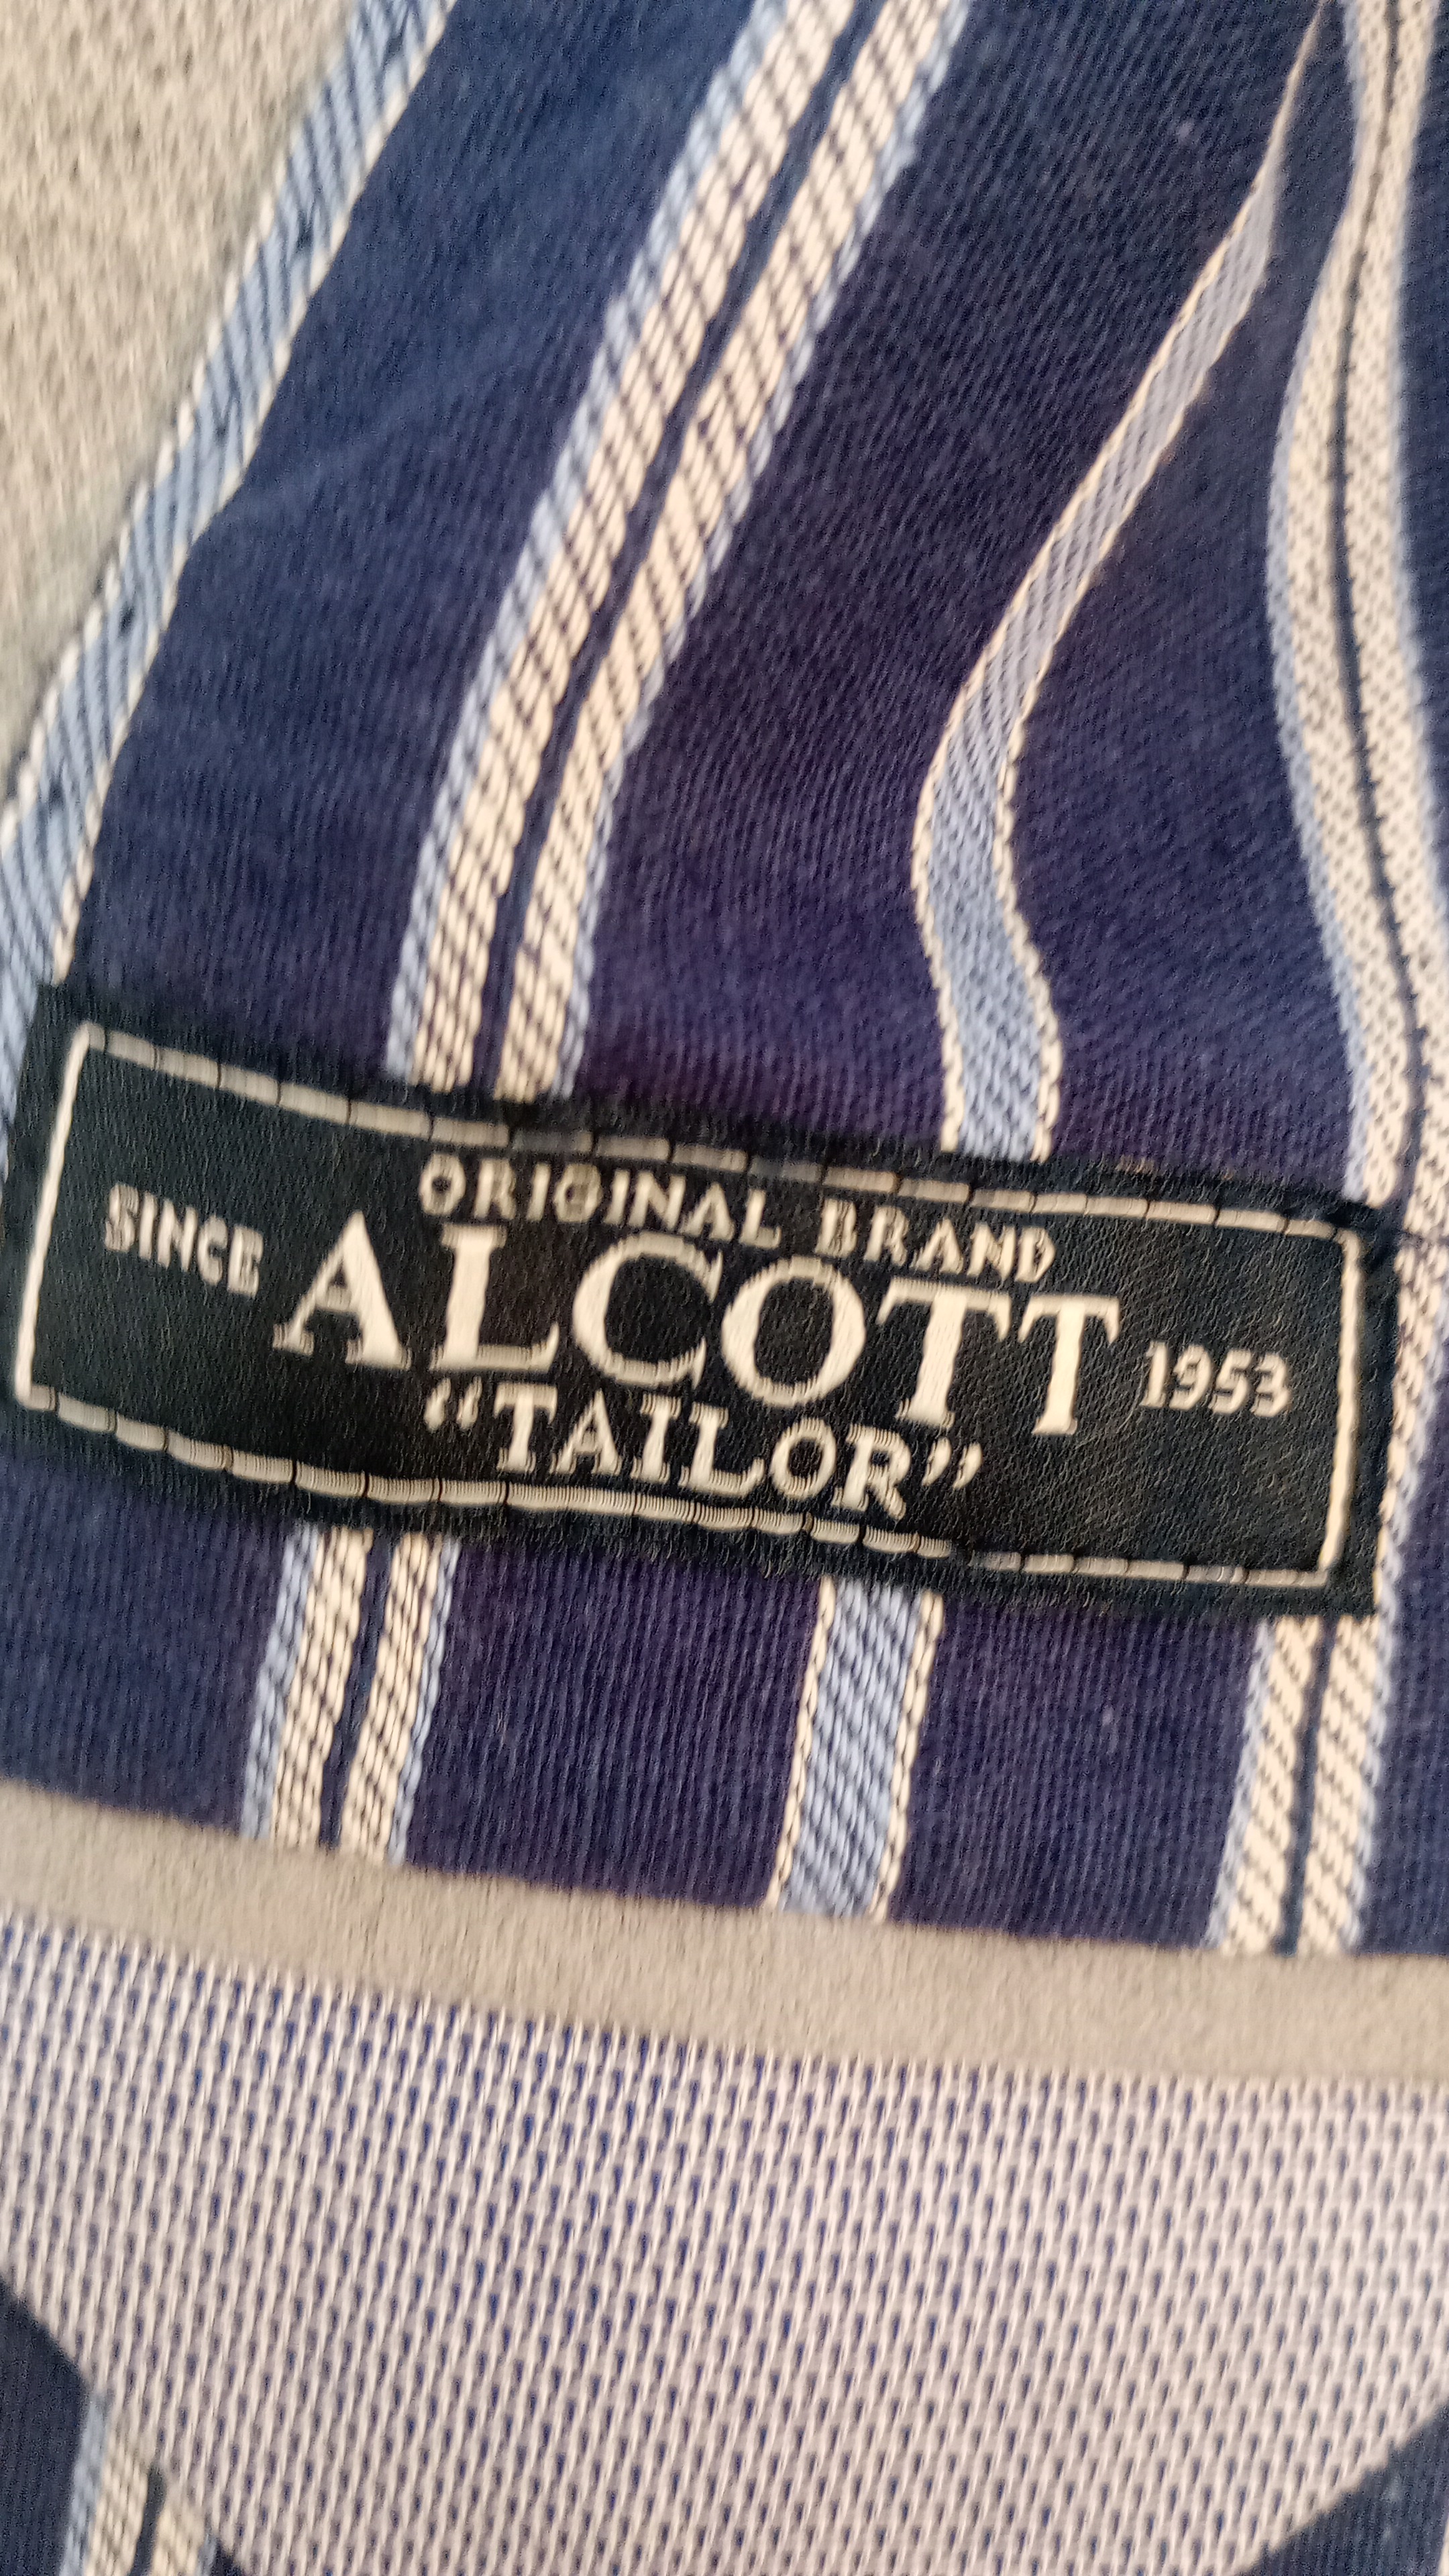 ORIGINAL BRAND
SINCE ALCOTT 1953
“TAILOR”